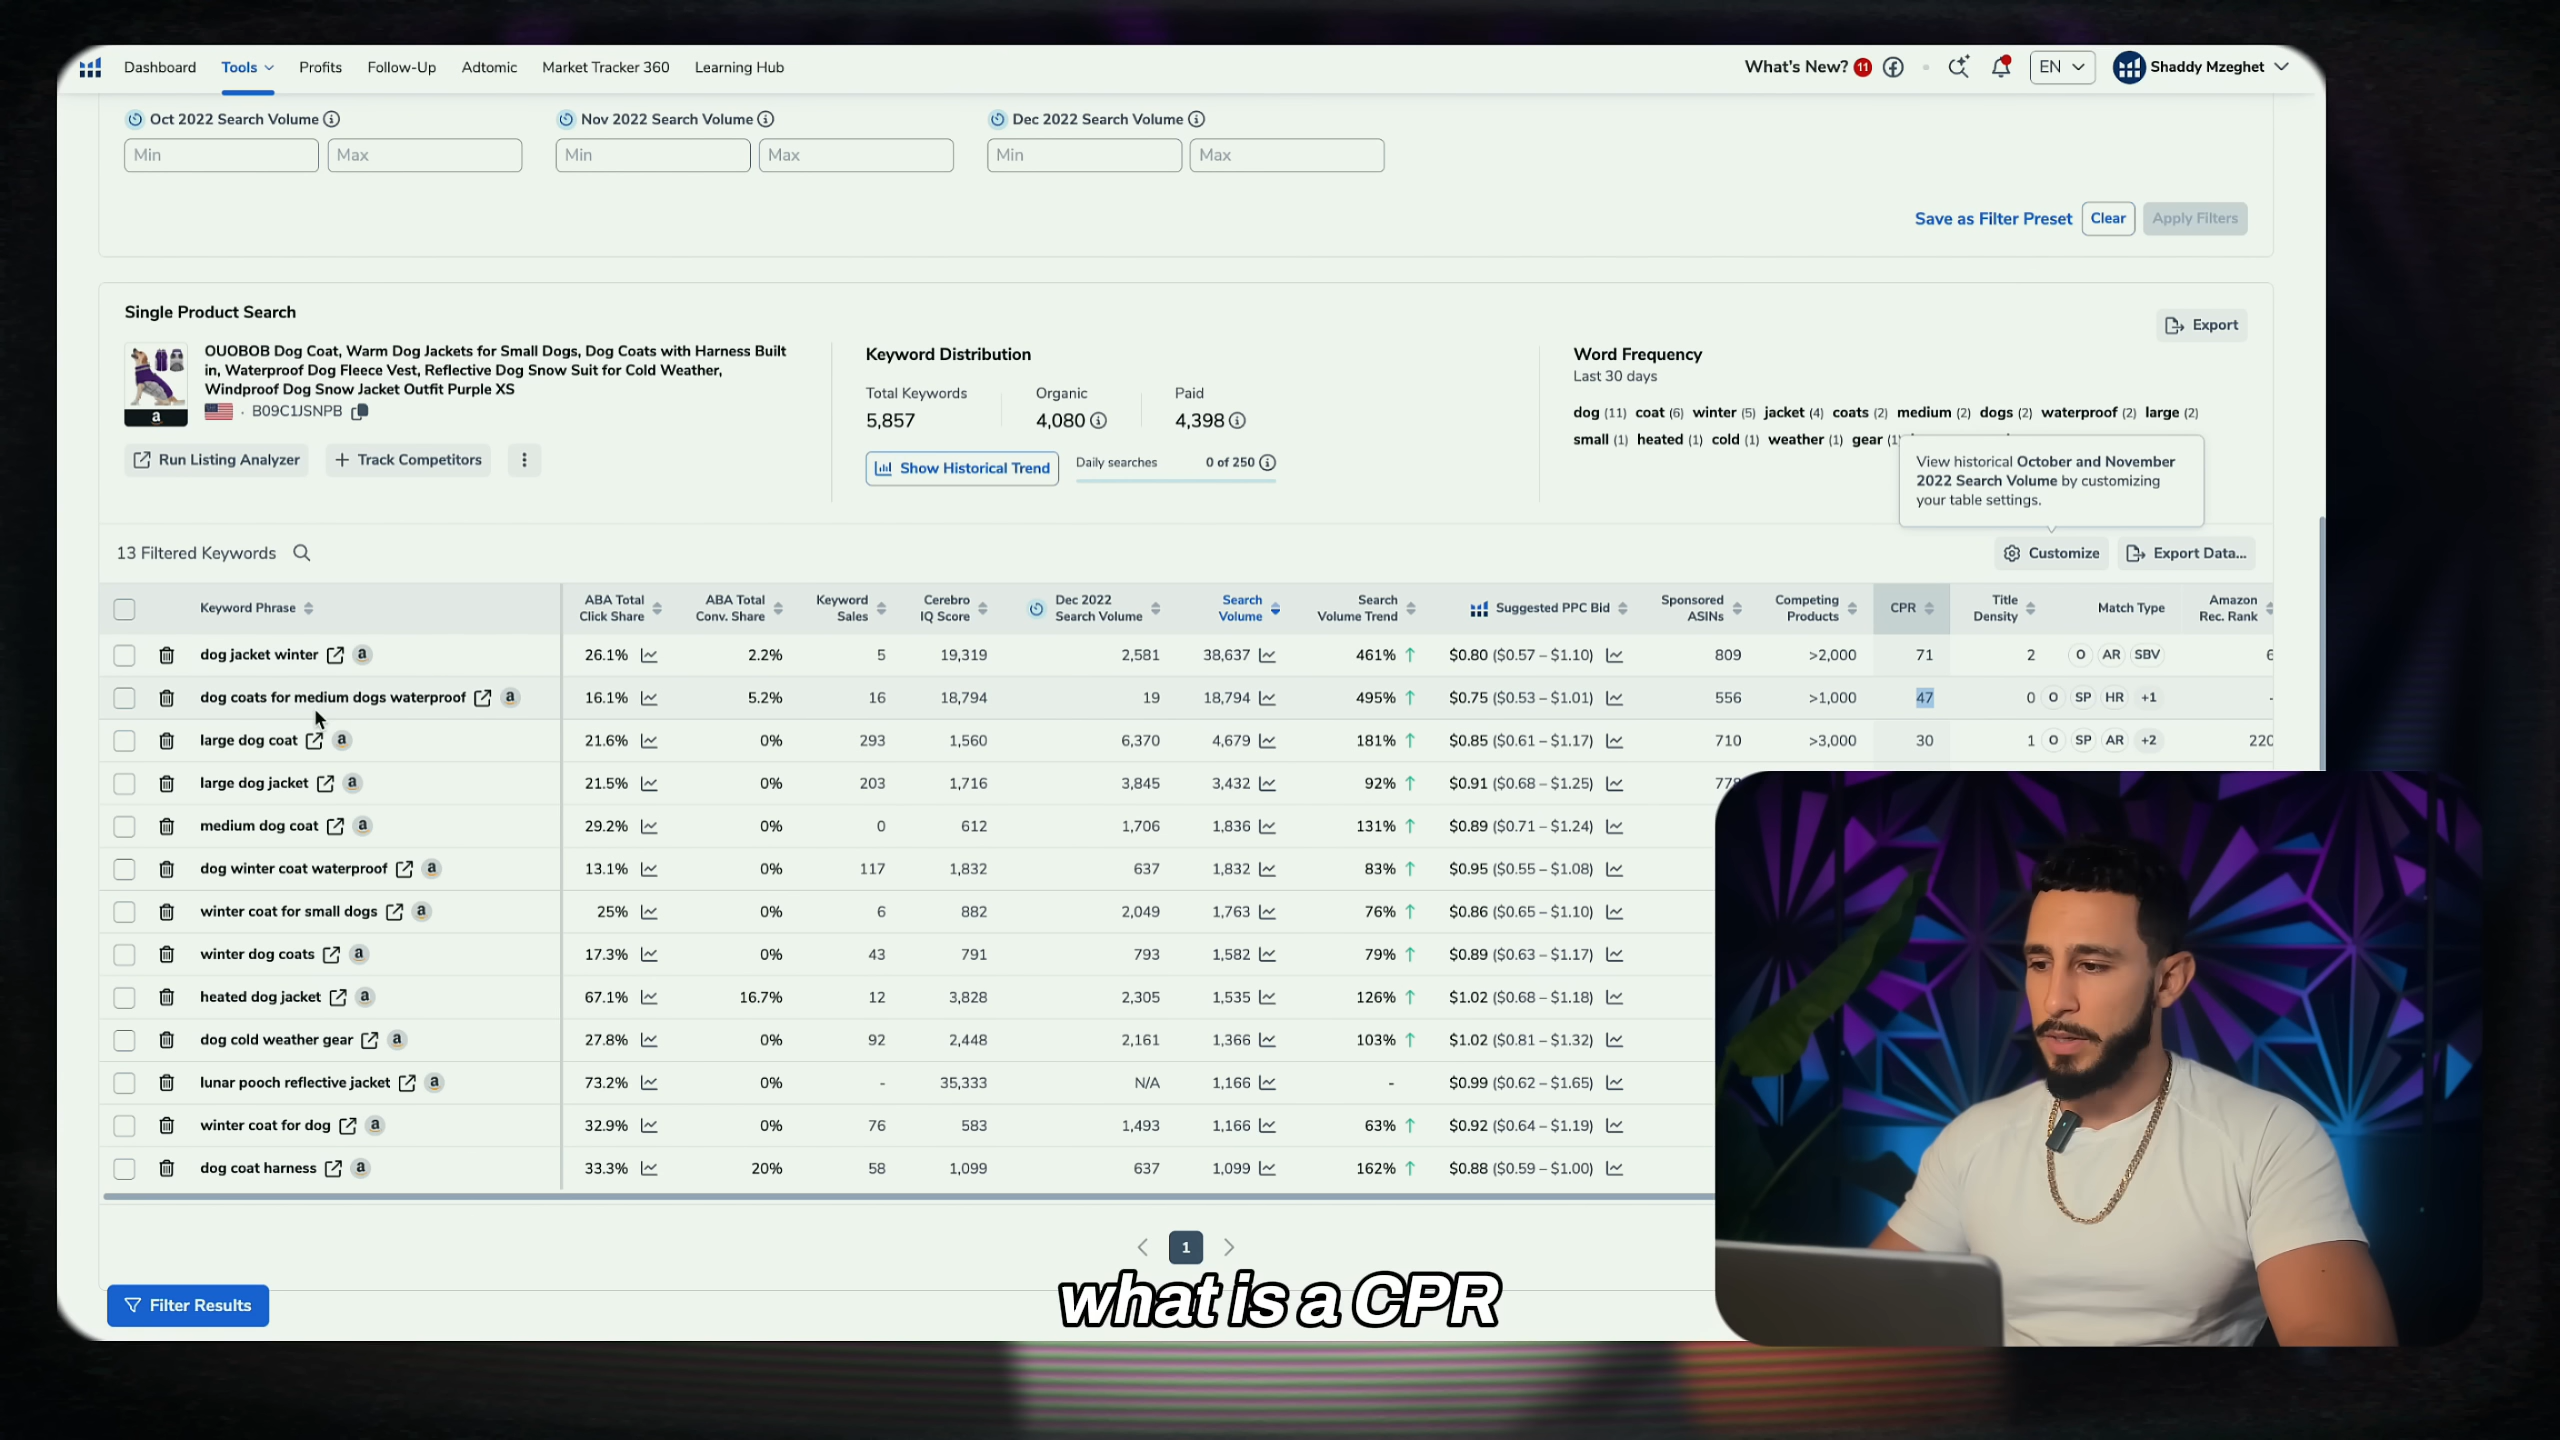 Dashboard Tools Profits Follow-Up Adtomic Market Tracker 360 Learning Hub What's New? 11 EN Shaddy Mzeghet
Oct 2022 Search Volume Nov 2022 Search Volume Dec 2022 Search Volume
Min Max Min Max Min Max
Save as Filter Preset Clear Apply Filters
Single Product Search
Export
OUOBOB Dog Coat, Warm Dog Jackets for Small Dogs, Dog Coats with Harness Built
in, Waterproof Dog Fleece Vest, Reflective Dog Snow Suit for Cold Weather,
Windproof Dog Snow Jacket Outfit Purple XS
a · B09C1JSNPB
Run Listing Analyzer + Track Competitors
Keyword Distribution
Total Keywords Organic Paid
5,857 4,080 4,398
Show Historical Trend Daily searches 0 of 250
Word Frequency
Last 30 days
dog (11) coat (6) winter (5) jacket (4) coats (2) medium (2) dogs (2) waterproof (2) large (2)
small (1) heated (1) cold (1) weather (1) gear (1)
View historical October and November
2022 Search Volume by customizing
your table settings.
13 Filtered Keywords Customize Export Data...
Keyword Phrase ABA Total Click Share ABA Total Conv. Share Keyword Sales Cerebro IQ Score Dec 2022 Search Volume Search Volume Search Volume Trend Suggested PPC Bid Sponsored ASINs Competing Products CPR Title Density Match Type Amazon Rec. Rank
dog jacket winter a 26.1% 2.2% 5 19,319 2,581 38,637 461% $0.80 ($0.57 – $1.10) 809 >2,000 71 2 O AR SBV
dog coats for medium dogs waterproof a 16.1% 5.2% 16 18,794 19 18,794 495% $0.75 ($0.53 – $1.01) 556 >1,000 47 0 O SP HR +1 -
large dog coat a 21.6% 0% 293 1,560 6,370 4,679 181% $0.85 ($0.61 – $1.17) 710 >3,000 30 1 O SP AR +2 220
large dog jacket a 21.5% 0% 203 1,716 3,845 3,432 92% $0.91 ($0.68 – $1.25)
medium dog coat a 29.2% 0% 0 612 1,706 1,836 131% $0.89 ($0.71 – $1.24)
dog winter coat waterproof a 13.1% 0% 117 1,832 637 1,832 83% $0.95 ($0.55 – $1.08)
winter coat for small dogs a 25% 0% 6 882 2,049 1,763 76% $0.86 ($0.65 – $1.10)
winter dog coats a 17.3% 0% 43 791 793 1,582 79% $0.89 ($0.63 – $1.17)
heated dog jacket a 67.1% 16.7% 12 3,828 2,305 1,535 126% $1.02 ($0.68 – $1.18)
dog cold weather gear a 27.8% 0% 92 2,448 2,161 1,366 103% $1.02 ($0.81 – $1.32)
lunar pooch reflective jacket a 73.2% 0% - 35,333 N/A 1,166 - $0.99 ($0.62 – $1.65)
winter coat for dog a 32.9% 0% 76 583 1,493 1,166 63% $0.92 ($0.64 – $1.19)
dog coat harness a 33.3% 20% 58 1,099 637 1,099 162% $0.88 ($0.59 – $1.00)
1
Filter Results
what is a CPR